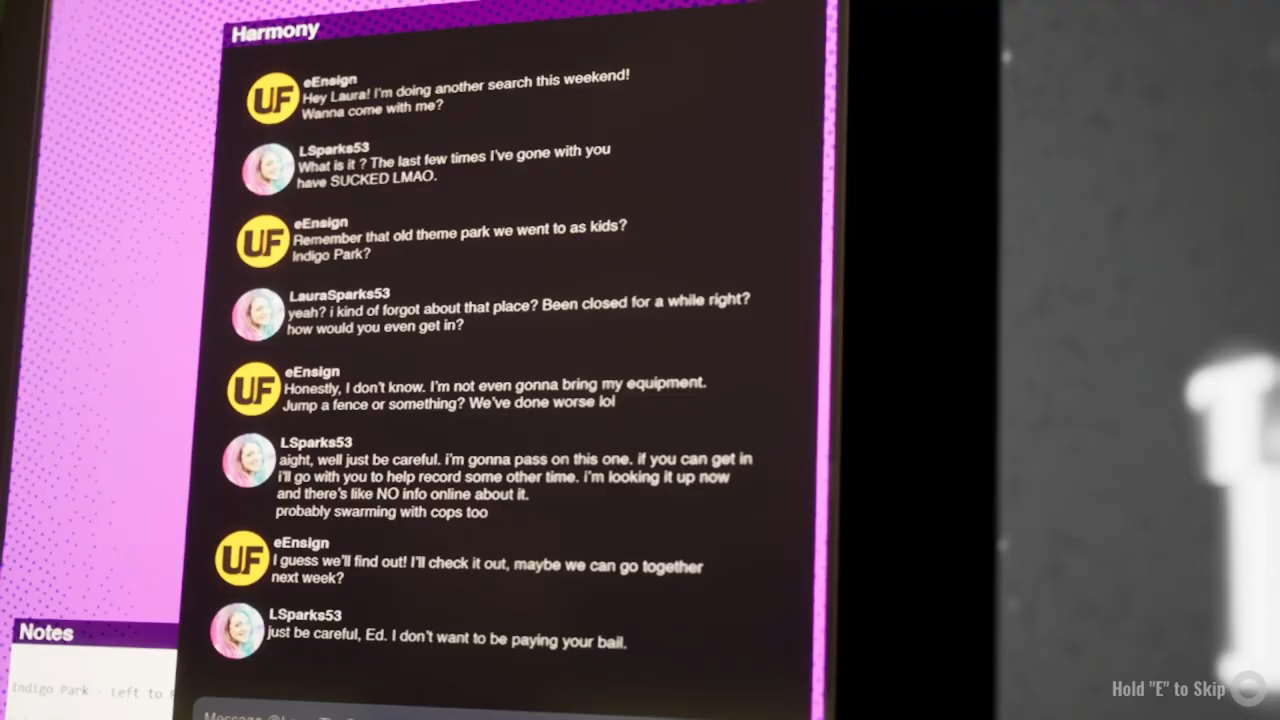 Harmony
UF
eEnsign
Hey Laura! I'm doing another search this weekend!
Wanna come with me?
LSparks53
What is it ? The last few times I've gone with you
have SUCKED LMAO.
UF
eEnsign
Remember that old theme park we went to as kids?
Indigo Park?
LauraSparks53
yeah? i kind of forgot about that place? Been closed for a while right?
how would you even get in?
UF
eEnsign
Honestly, I don't know. I'm not even gonna bring my equipment.
Jump a fence or something? We've done worse lol
LSparks53
aight, well just be careful. i'm gonna pass on this one. if you can get in
i'll go with you to help record some other time. i'm looking it up now
and there's like NO info online about it.
probably swarming with cops too
UF
eEnsign
I guess we'll find out! I'll check it out, maybe we can go together
next week?
LSparks53
just be careful, Ed. I don't want to be paying your bail.
Notes
Indigo Park - Left to
Message
Hold "E" to Skip